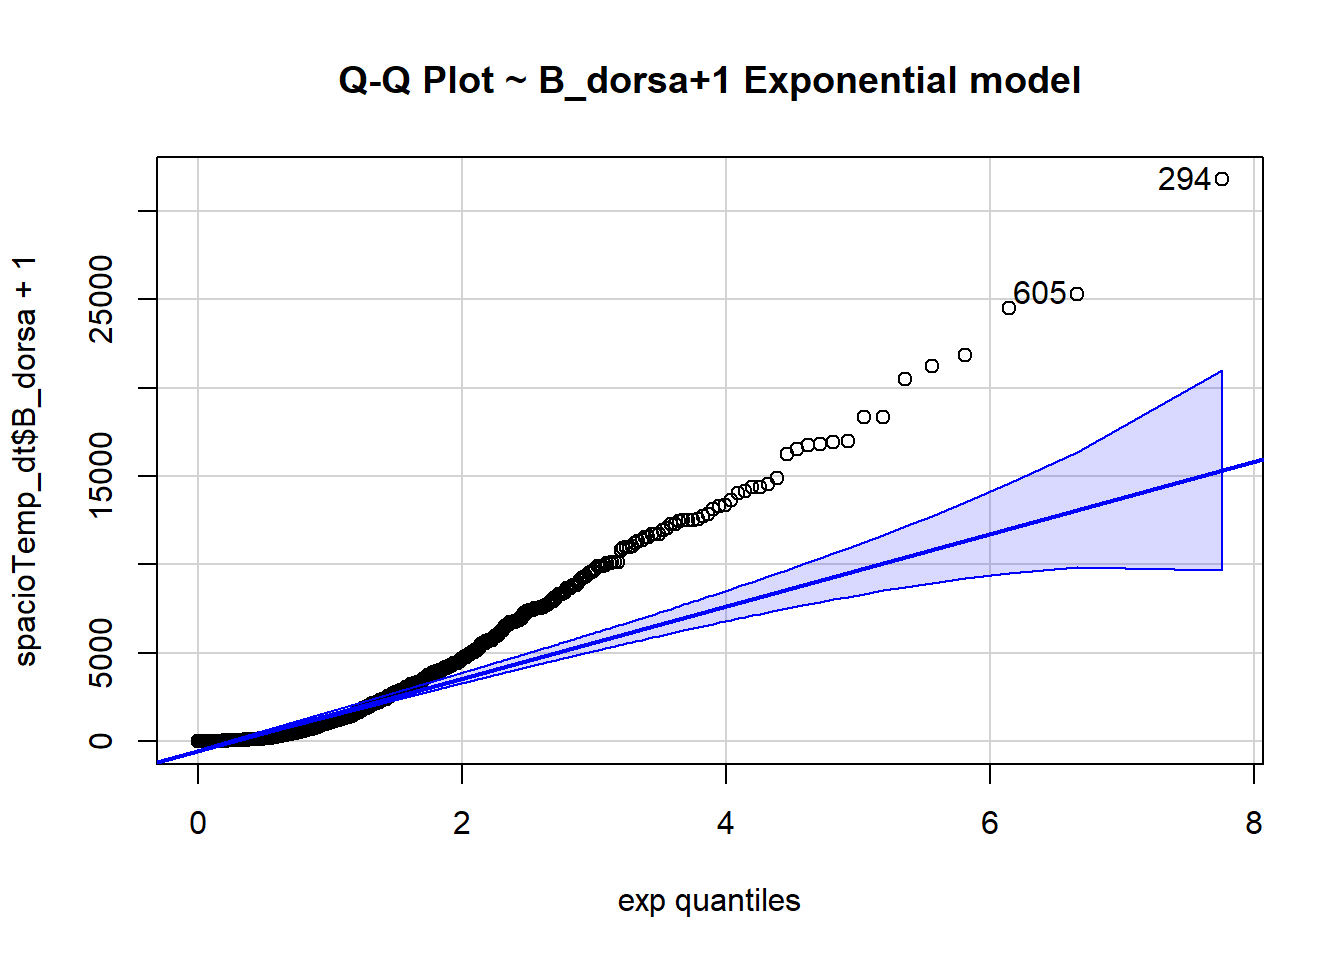 Q-Q Plot ~ B_dorsa+1 Exponential model
spacioTemp_dt$B_dorsa + 1
25000
15000
5000
0
294
605
0 2 4 6 8
exp quantiles